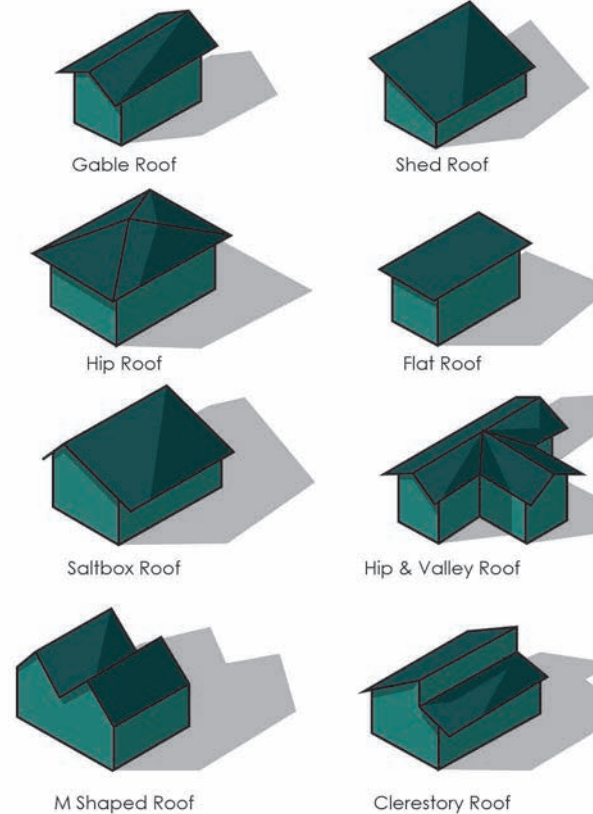 Gable Roof
Shed Roof
Hip Roof
Flat Roof
Saltbox Roof
Hip & Valley Roof
M Shaped Roof
Clerestory Roof